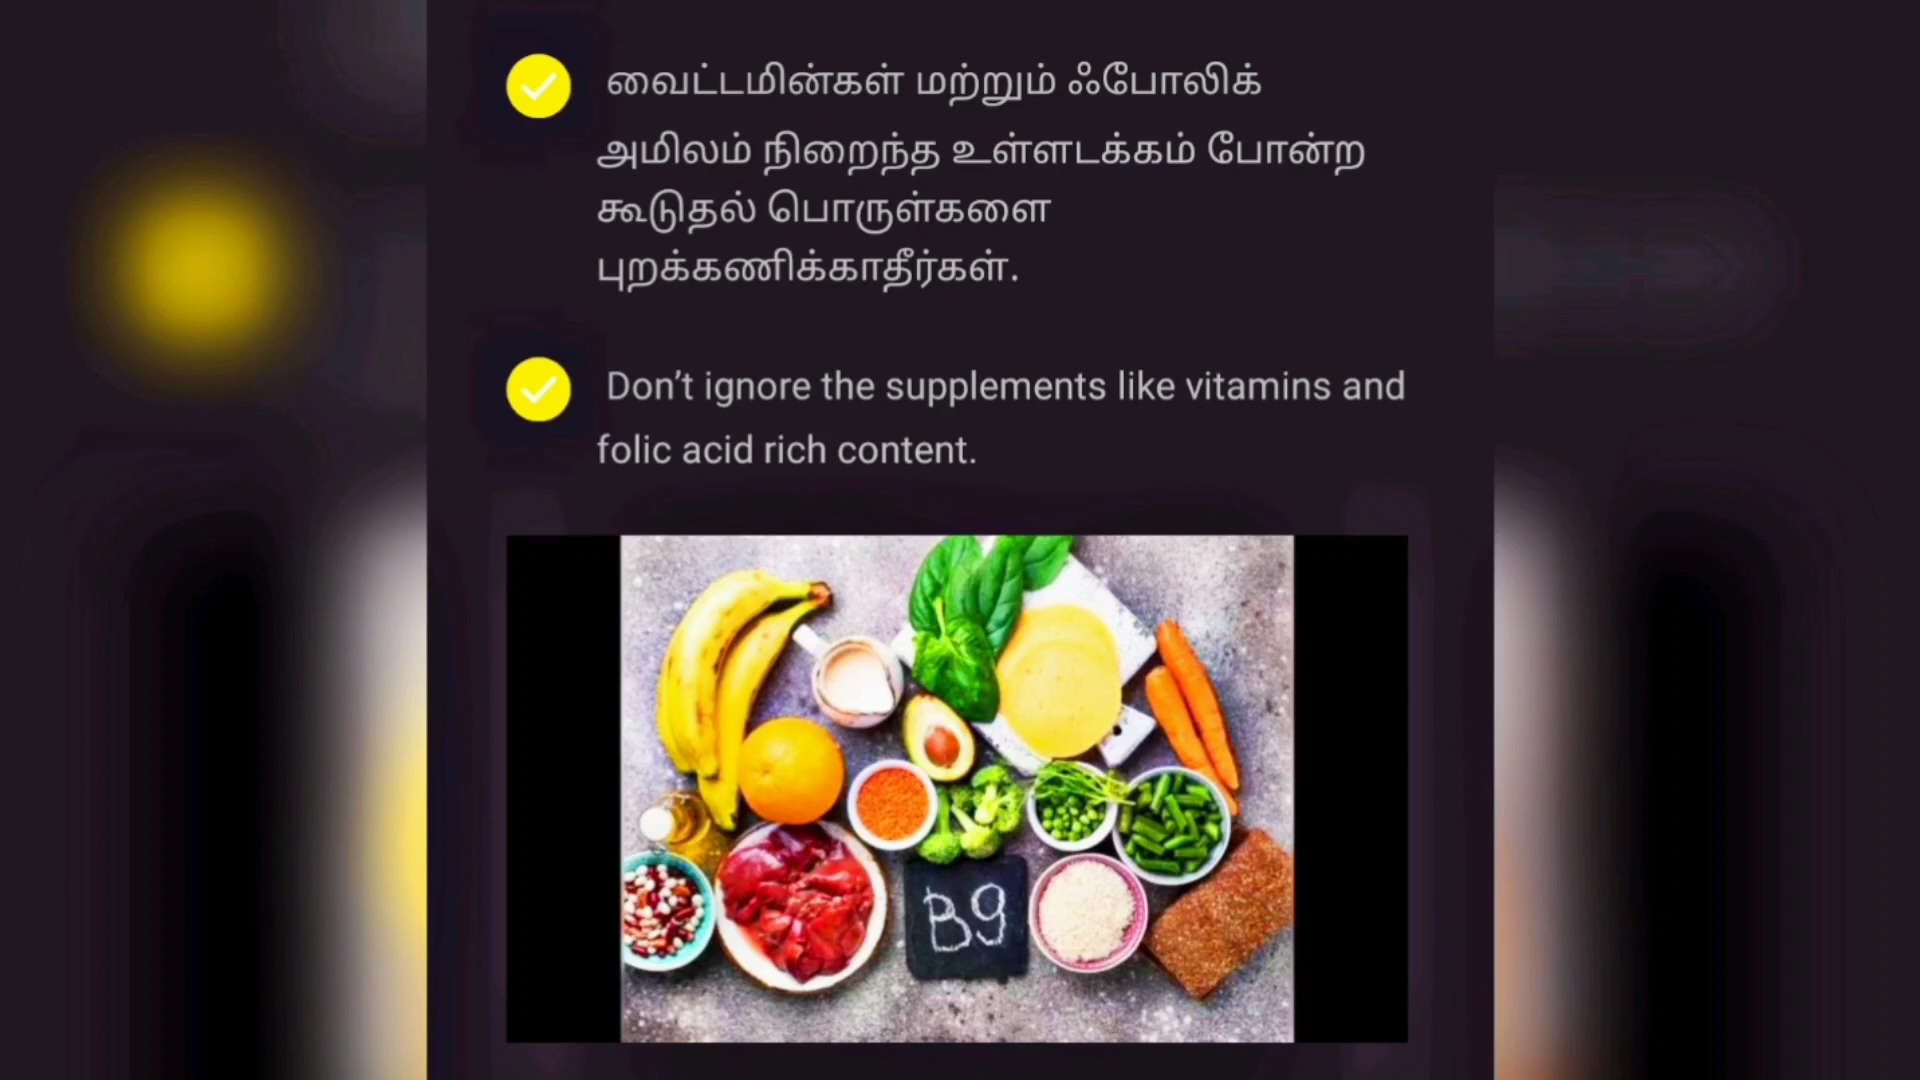 வைட்டமின்கள் மற்றும் ஃபோலிக்
அமிலம் நிறைந்த உள்ளடக்கம் போன்ற
கூடுதல் பொருள்களை
புறக்கணிக்காதீர்கள்.
Don’t ignore the supplements like vitamins and
folic acid rich content.
B9